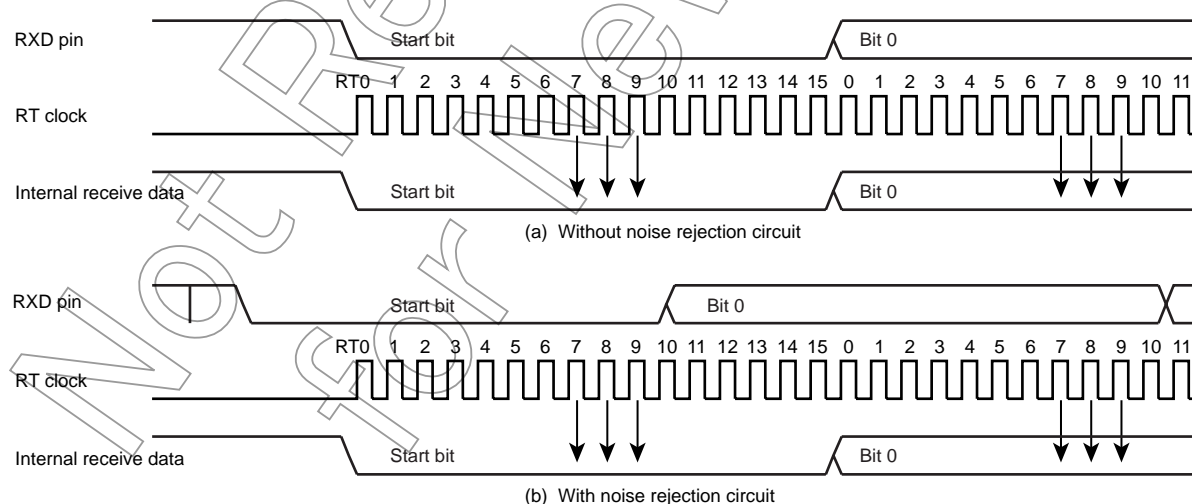 RXD pin Start bit Bit 0
RT0 1 2 3 4 5 6 7 8 9 10 11 12 13 14 15 0 1 2 3 4 5 6 7 8 9 10 11
RT clock
Internal receive data Start bit Bit 0
(a) Without noise rejection circuit
RXD pin Start bit Bit 0
RT0 1 2 3 4 5 6 7 8 9 10 11 12 13 14 15 0 1 2 3 4 5 6 7 8 9 10 11
RT clock
Internal receive data Start bit Bit 0
(b) With noise rejection circuit
Not Re
for Ne